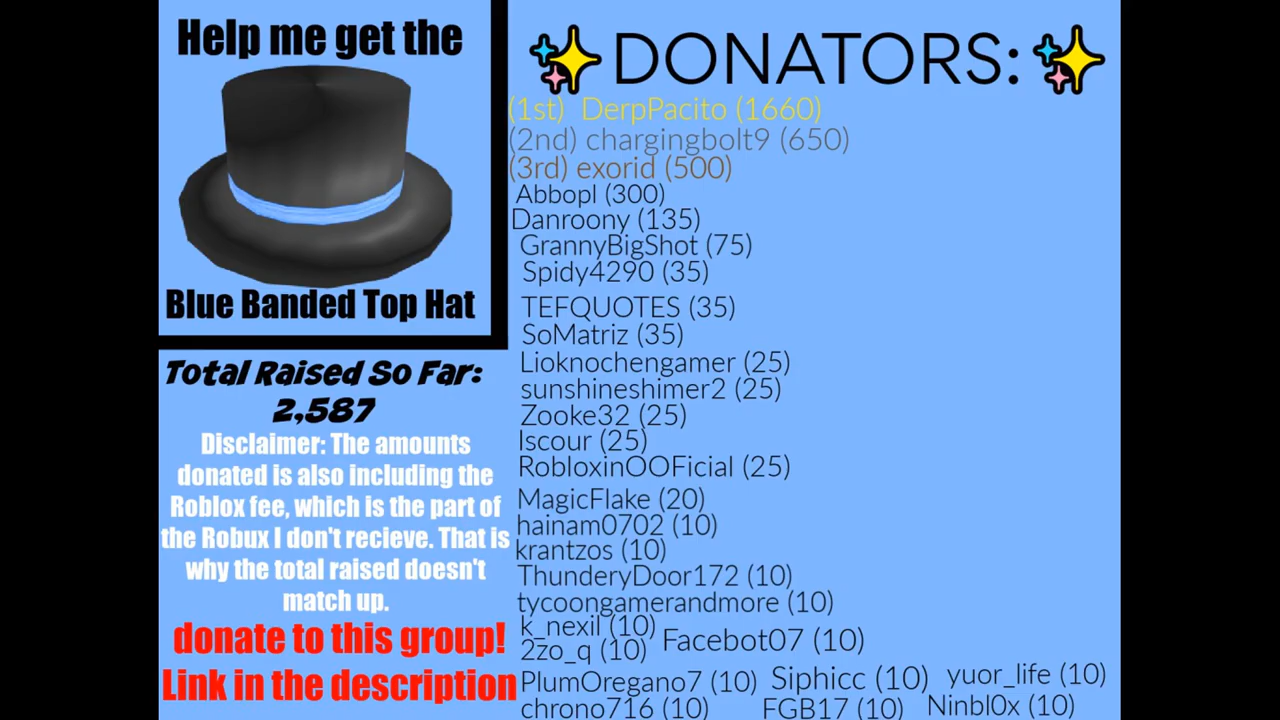 Help me get the
Blue Banded Top Hat
Total Raised So Far:
2,587
Disclaimer: The amounts
donated is also including the
Roblox fee, which is the part of
the Robux I don't recieve. That is
why the total raised doesn't
match up.
donate to this group!
Link in the description
DONATORS:
(1st) DerpPacito (1660)
(2nd) chargingbolt9 (650)
(3rd) exorid (500)
Abbopl (300)
Danroony (135)
GrannyBigShot (75)
Spidy4290 (35)
TEFQUOTES (35)
SoMatriz (35)
Lioknochengamer (25)
sunshineshimer2 (25)
Zooke32 (25)
Iscour (25)
RobloxinOOFicial (25)
MagicFlake (20)
hainam0702 (10)
krantzos (10)
ThunderyDoor172 (10)
tycoongamerandmore (10)
k_nexil (10)
2zo_q (10) Facebot07 (10)
PlumOregano7 (10) Siphicc (10) yuor_life (10)
chrono716 (10) FGB17 (10) Ninbl0x (10)